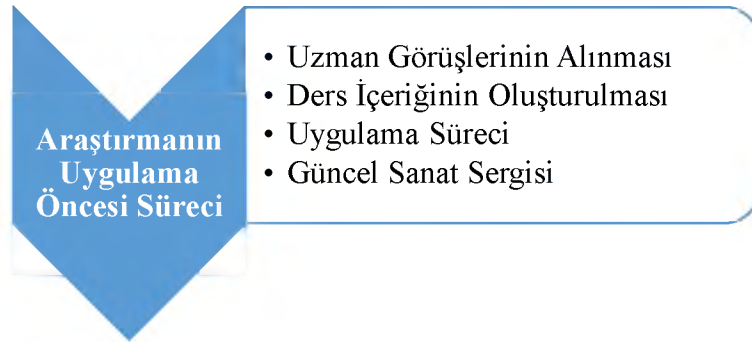 Araştırmanın
Uygulama
Öncesi Süreci
• Uzman Görüşlerinin Alınması
• Ders İçeriğinin Oluşturulması
• Uygulama Süreci
• Güncel Sanat Sergisi